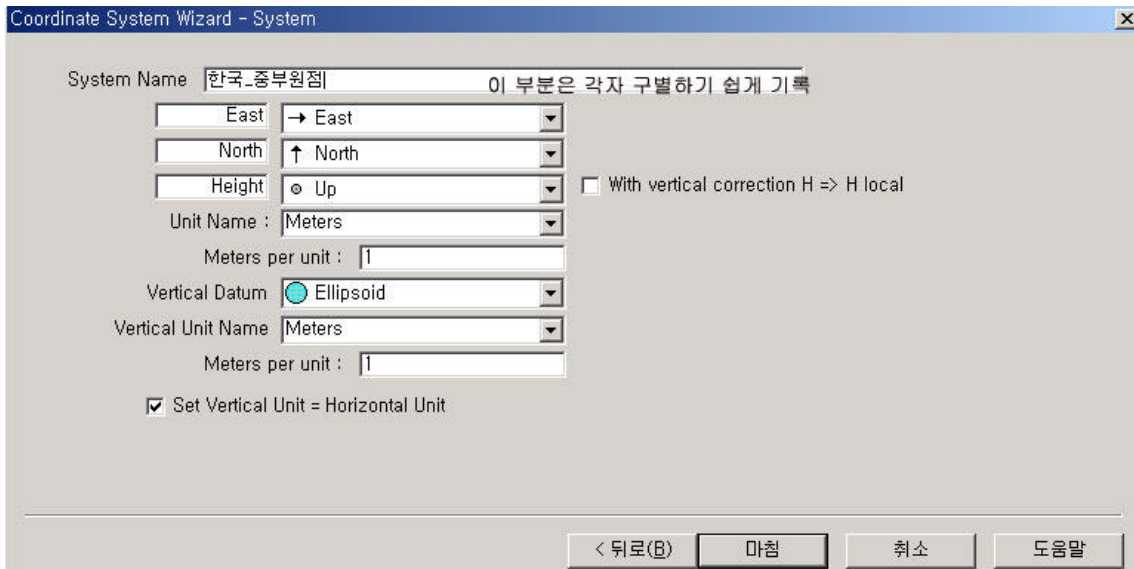 Coordinate System Wizard - System
System Name 한국_중부원점 이 부분은 각자 구별하기 쉽게 기록
East → East
North ↑ North
Height Up With vertical correction H => H local
Unit Name : Meters
Meters per unit : 1
Vertical Datum Ellipsoid
Vertical Unit Name Meters
Meters per unit : 1
Set Vertical Unit = Horizontal Unit
< 뒤로(B) 마침 취소 도움말